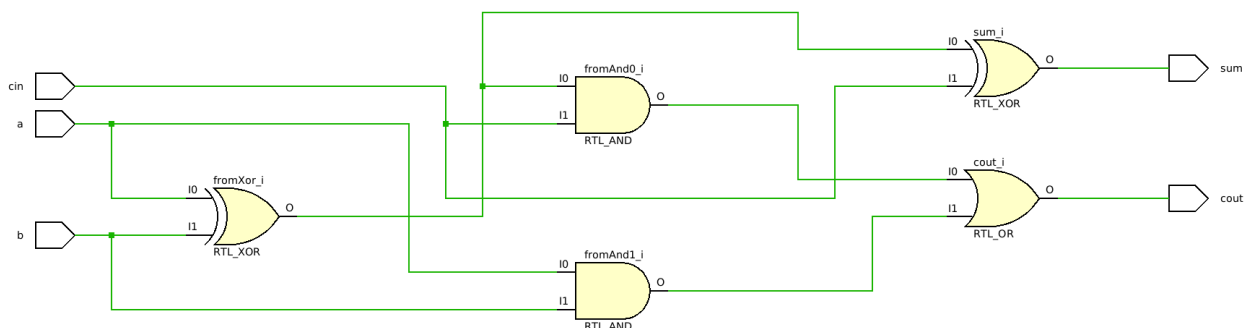 sum_i
I0
O
I1
RTL_XOR
sum
fromAnd0_i
I0
O
I1
RTL_AND
cin
a
cout_i
I0
O
I1
RTL_OR
cout
fromXor_i
I0
O
I1
RTL_XOR
b
fromAnd1_i
I0
O
I1
RTL_AND